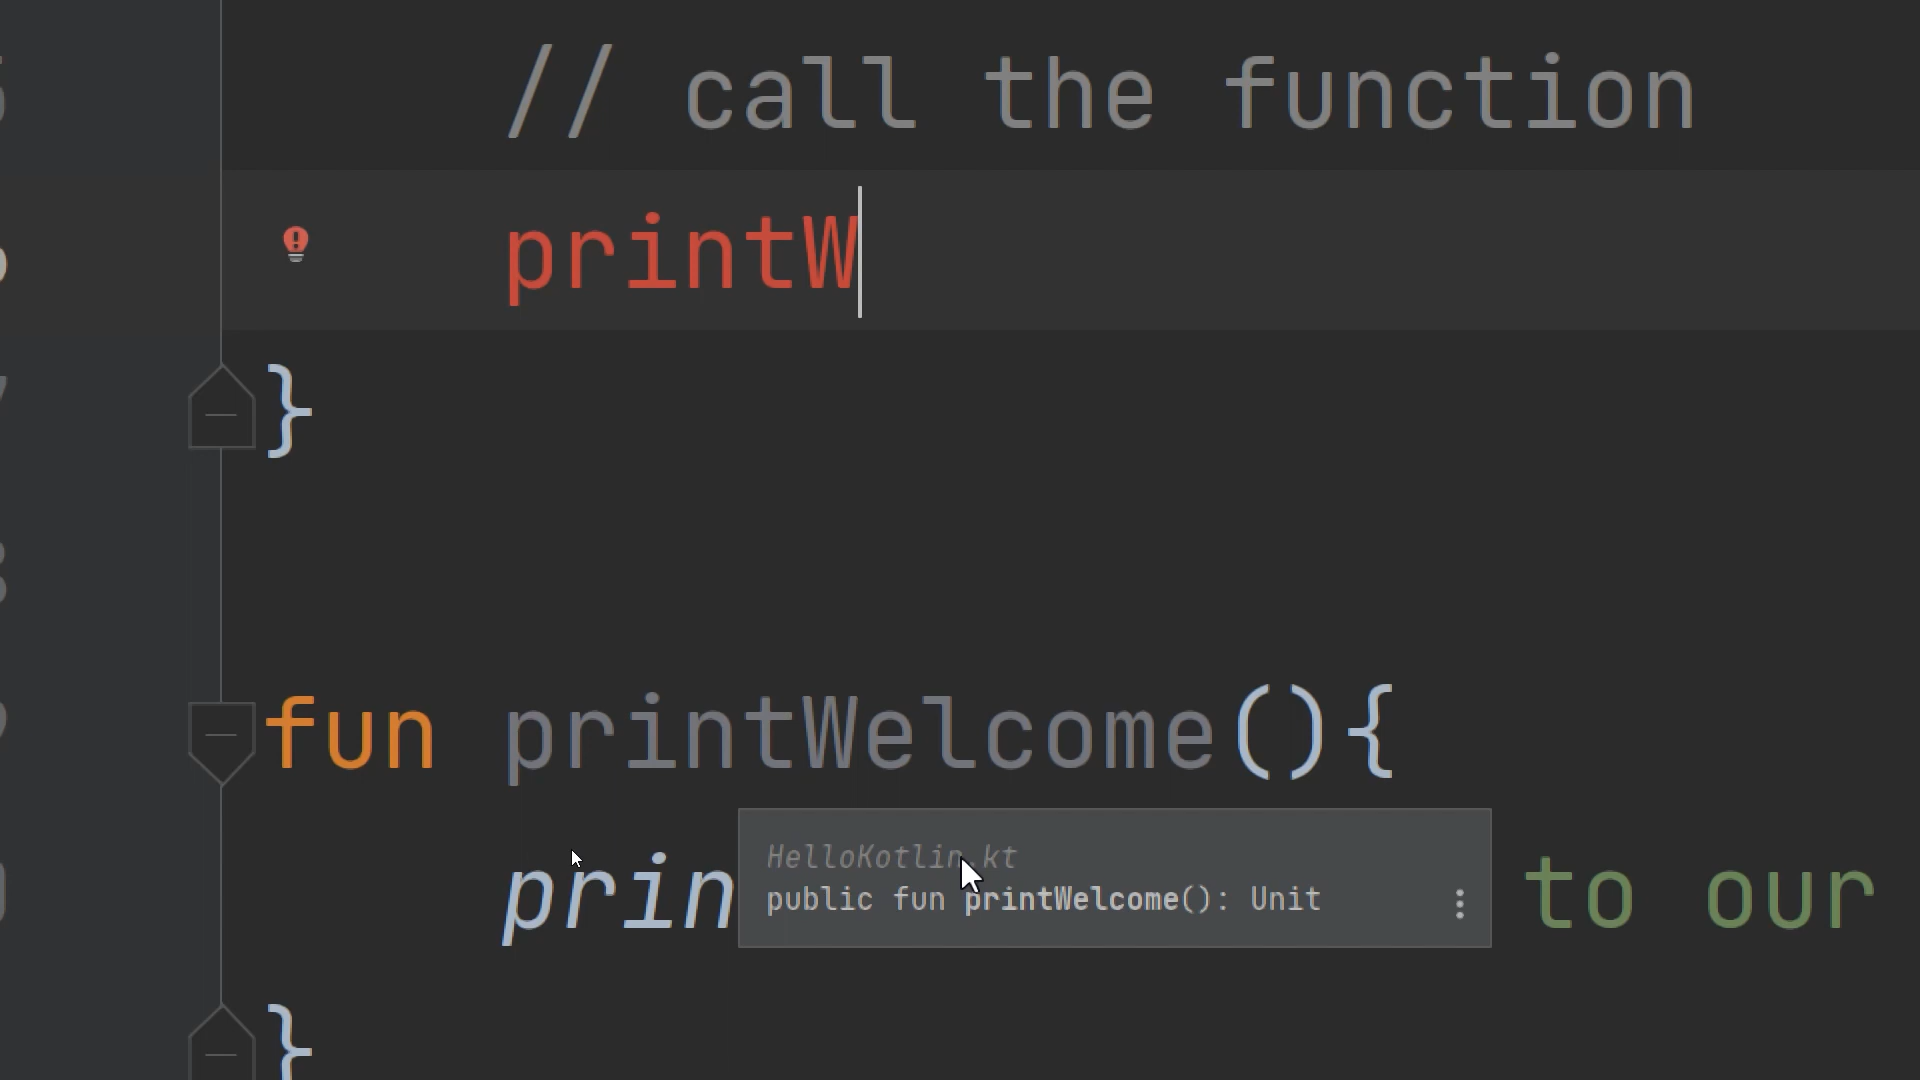 // call the function
printW
}
fun printWelcome(){
prin
HelloKotlin.kt
public fun printWelcome(): Unit
to our
}